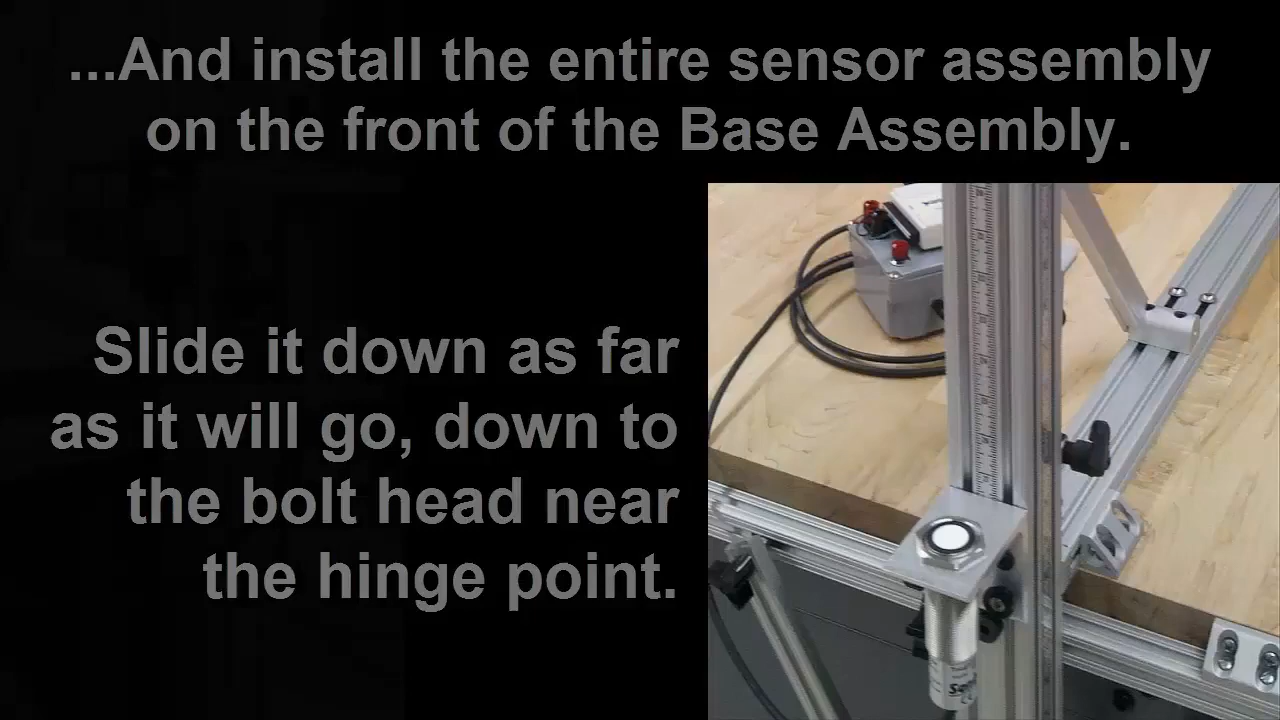 ...And install the entire sensor assembly
on the front of the Base Assembly.
Slide it down as far
as it will go, down to
the bolt head near
the hinge point.